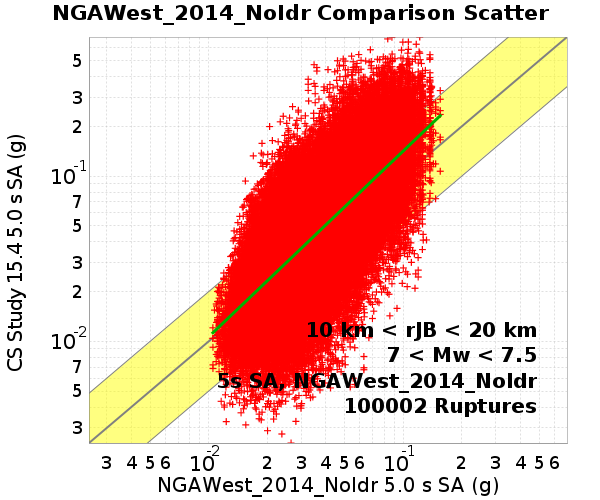 NGAWest_2014_NoIdr Comparison Scatter
CS Study 15.4 5.0 s SA (g)
5
3
2
10-1
7
5
3
2
10-2
7
5
3
10 km < rJB < 20 km
7 < Mw < 7.5
5s SA, NGAWest_2014_NoIdr
100002 Ruptures
3 4 5 6 10-2 2 3 4 5 6 10-1 2 3 4 5 6
NGAWest_2014_NoIdr 5.0 s SA (g)